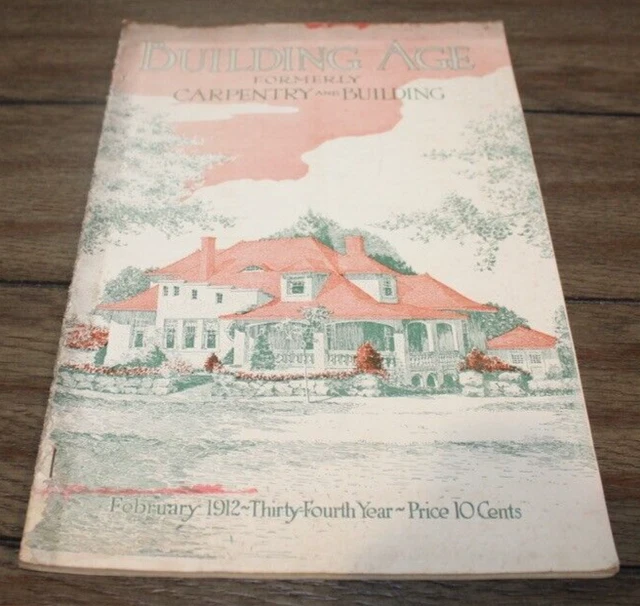 BUILDING AGE
FORMERLY
CARPENTRY AND BUILDING
February 1912~Thirty-Fourth Year~Price 10 Cents